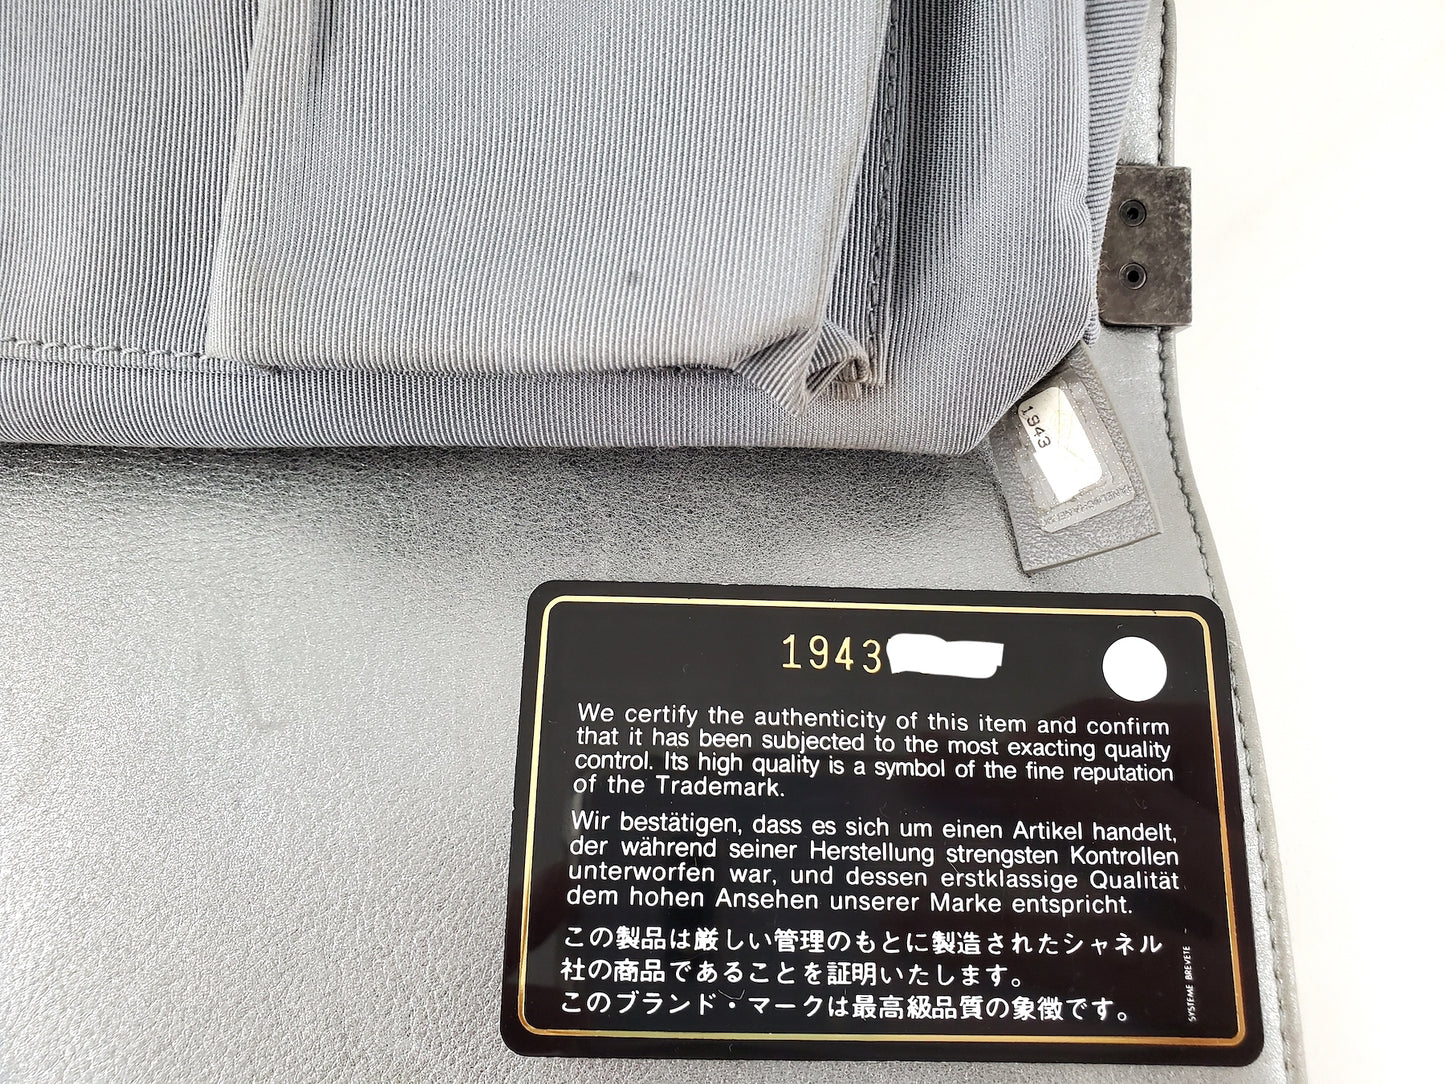 1943
1943
We certify the authenticity of this item and confirm
that it has been subjected to the most exacting quality
control. Its high quality is a symbol of the fine reputation
of the Trademark.
Wir bestätigen, dass es sich um einen Artikel handelt,
der während seiner Herstellung strengsten Kontrollen
unterworfen war, und dessen erstklassige Qualität
dem hohen Ansehen unserer Marke entspricht.
この製品は厳しい管理のもとに製造されたシャネル
社の商品であることを証明いたします。
このブランド・マークは最高級品質の象徴です。
SYSTEME BREVETE